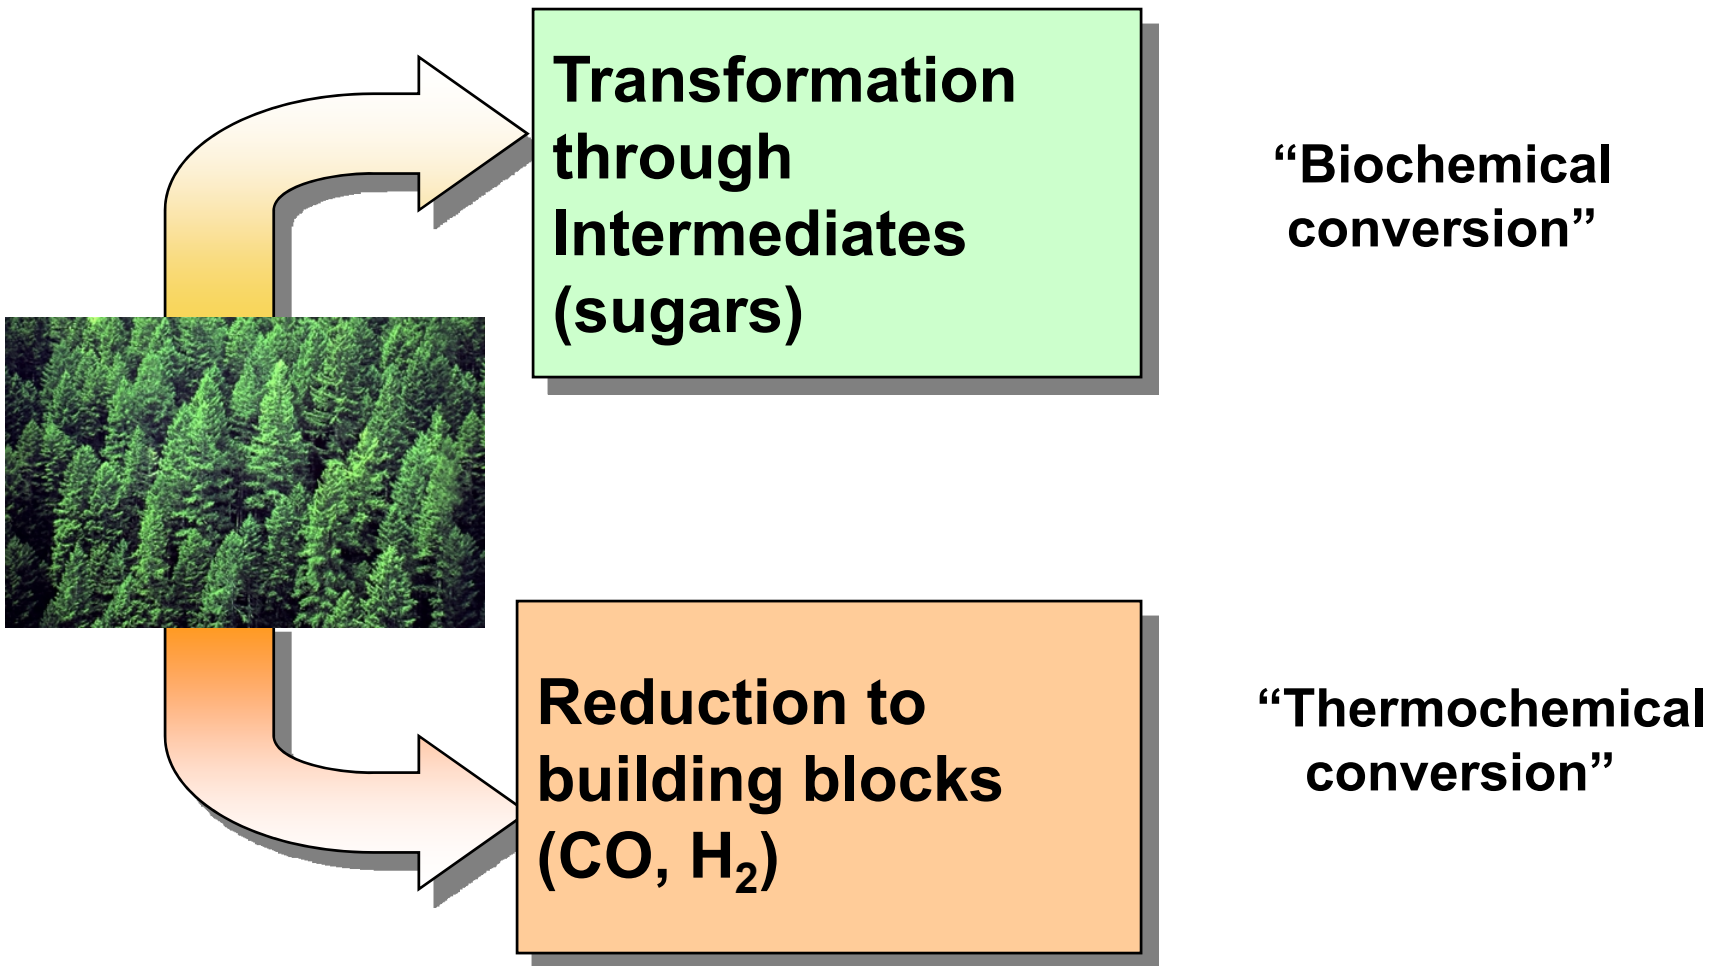 Transformation
through
Intermediates
(sugars)
“Biochemical
conversion”
Reduction to
building blocks
(CO, H₂)
“Thermochemical
conversion”